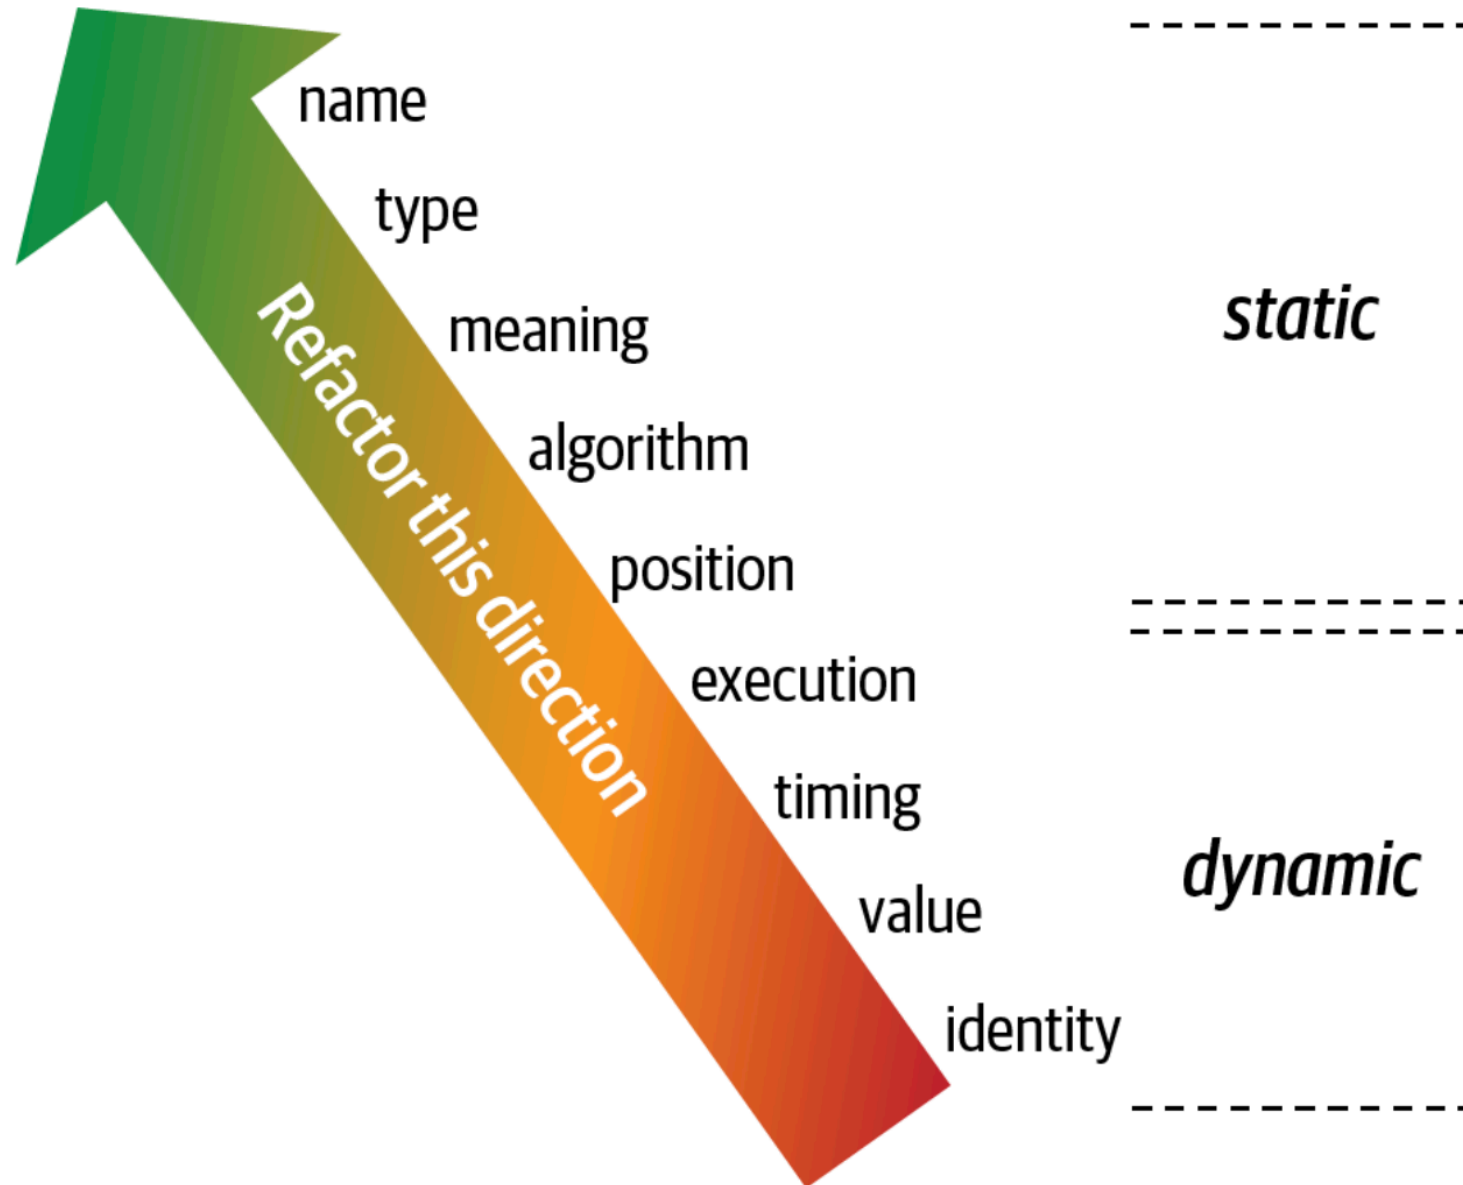 name
type
meaning
static
algorithm
position
execution
timing
dynamic
value
identity
Refactor this direction